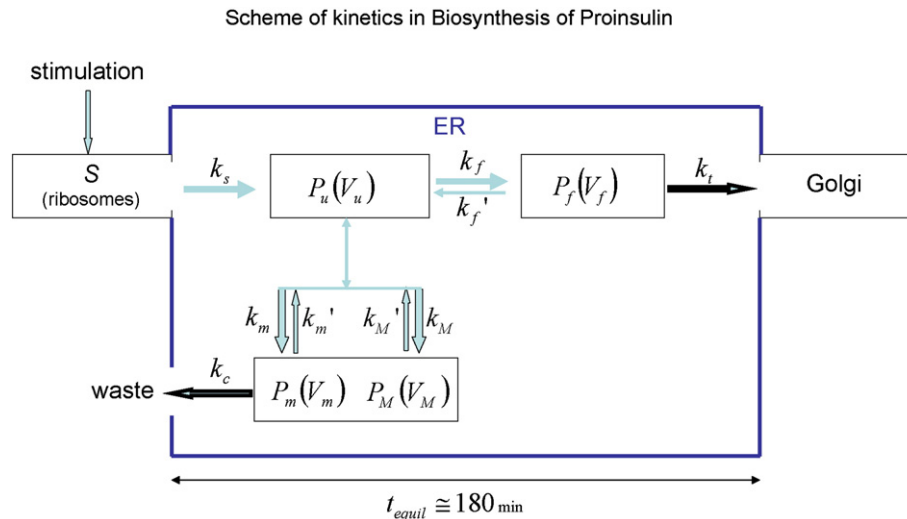 Scheme of kinetics in Biosynthesis of Proinsulin
stimulation
ER
S
(ribosomes)
k_s
P_u(V_u)
k_f
k_f'
P_f(V_f)
k_t
Golgi
k_m
k_m'
k_M'
k_M
k_c
waste
P_m(V_m) P_M(V_M)
t_equil ≅ 180 min